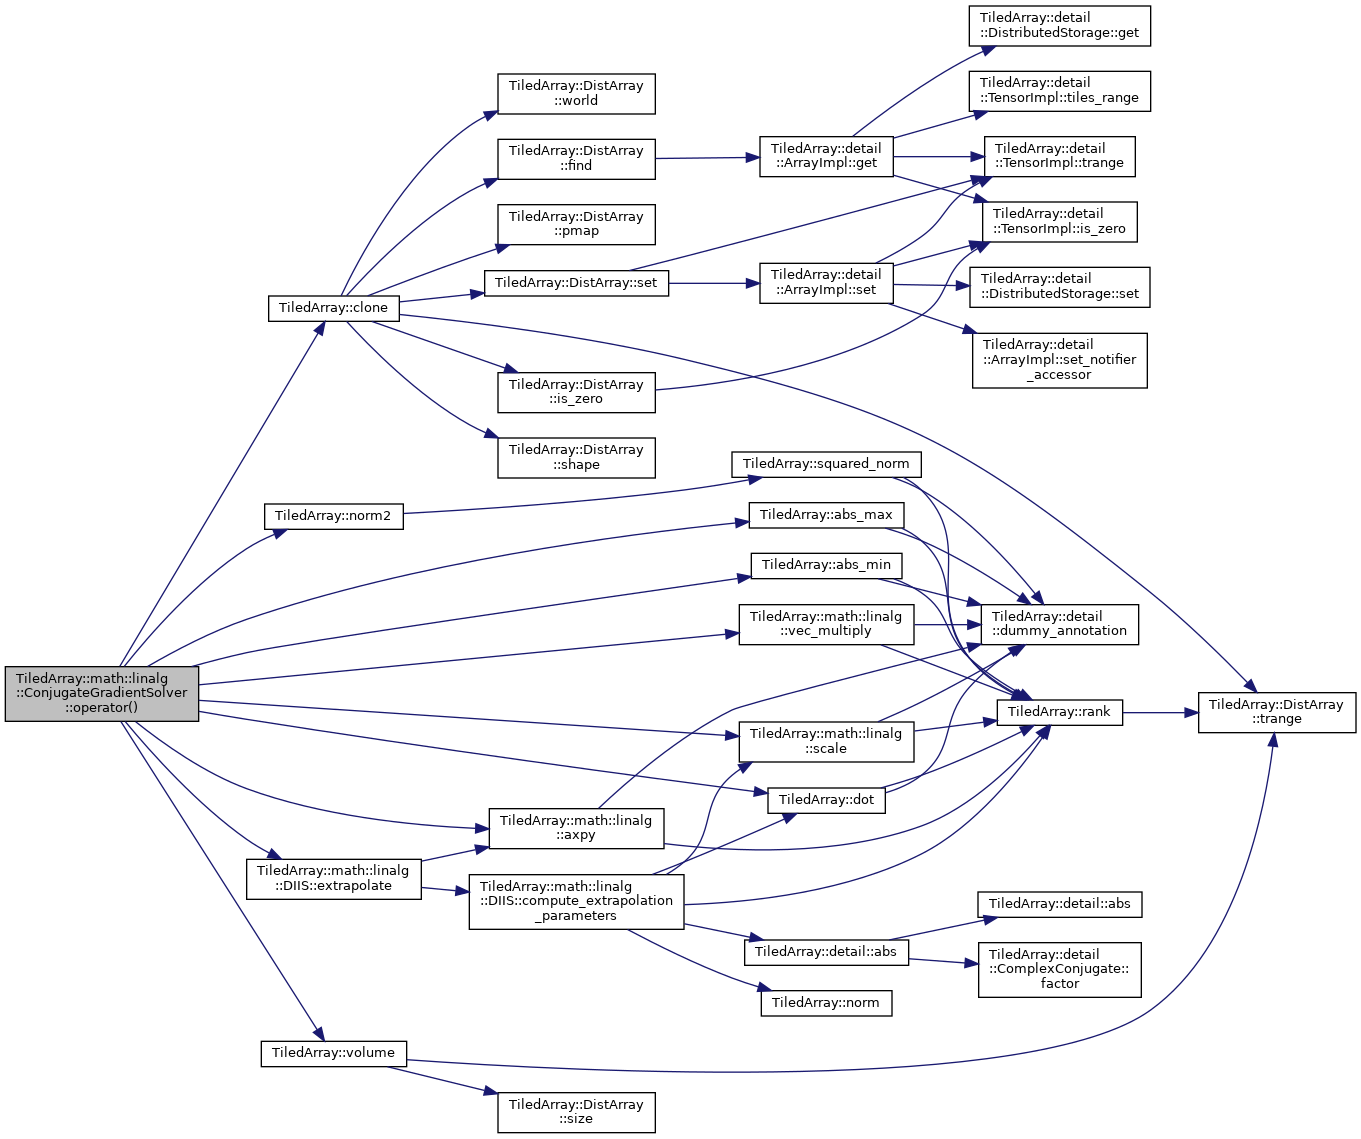 TiledArray::math::linalg
::ConjugateGradientSolver
::operator()
TiledArray::clone
TiledArray::norm2
TiledArray::math::linalg
::DIIS::extrapolate
TiledArray::volume
TiledArray::DistArray
::world
TiledArray::DistArray
::find
TiledArray::DistArray
::pmap
TiledArray::DistArray::set
TiledArray::DistArray
::is_zero
TiledArray::DistArray
::shape
TiledArray::math::linalg
::axpy
TiledArray::math::linalg
::DIIS::compute_extrapolation
_parameters
TiledArray::DistArray
::size
TiledArray::detail
::ArrayImpl::get
TiledArray::detail
::ArrayImpl::set
TiledArray::squared_norm
TiledArray::abs_max
TiledArray::abs_min
TiledArray::math::linalg
::vec_multiply
TiledArray::math::linalg
::scale
TiledArray::dot
TiledArray::detail::abs
TiledArray::norm
TiledArray::detail
::DistributedStorage::get
TiledArray::detail
::TensorImpl::tiles_range
TiledArray::detail
::TensorImpl::trange
TiledArray::detail
::TensorImpl::is_zero
TiledArray::detail
::DistributedStorage::set
TiledArray::detail
::ArrayImpl::set_notifier
_accessor
TiledArray::detail
::dummy_annotation
TiledArray::rank
TiledArray::detail::abs
TiledArray::detail
::ComplexConjugate::
factor
TiledArray::DistArray
::trange